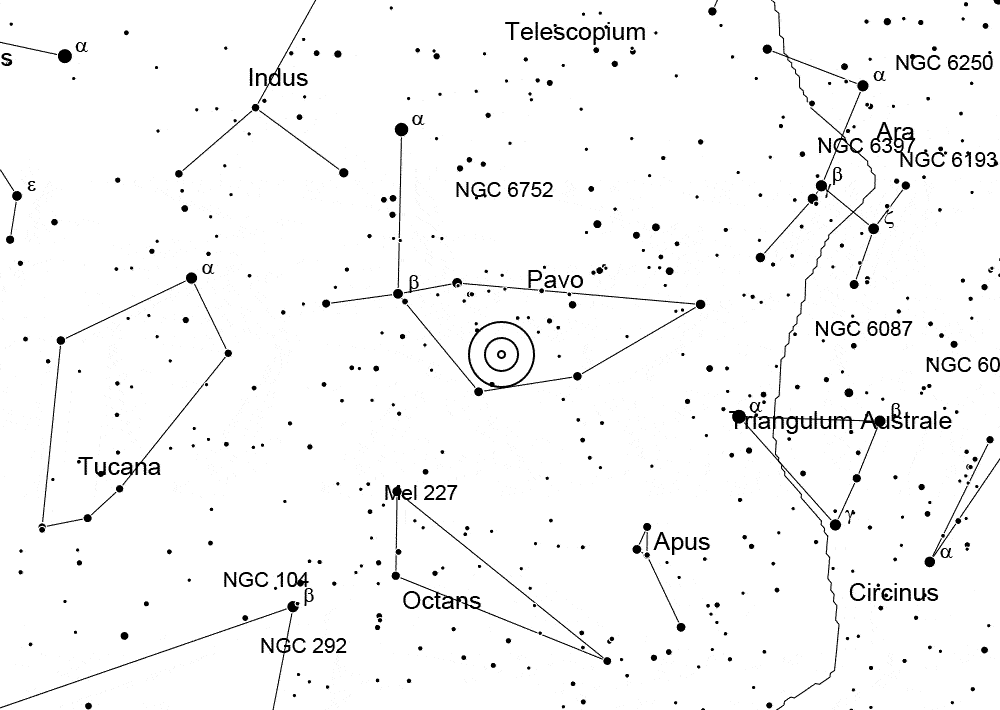 Telescopium
α
s
Indus
NGC 6250
α
α
Ara
NGC 6397
NGC 6193
β
ε
NGC 6752
ζ
α
β
Pavo
NGC 6087
NGC 60
α
β
Triangulum Australe
Tucana
Mel 227
γ
Apus
α
NGC 104
β
Octans
Circinus
NGC 292